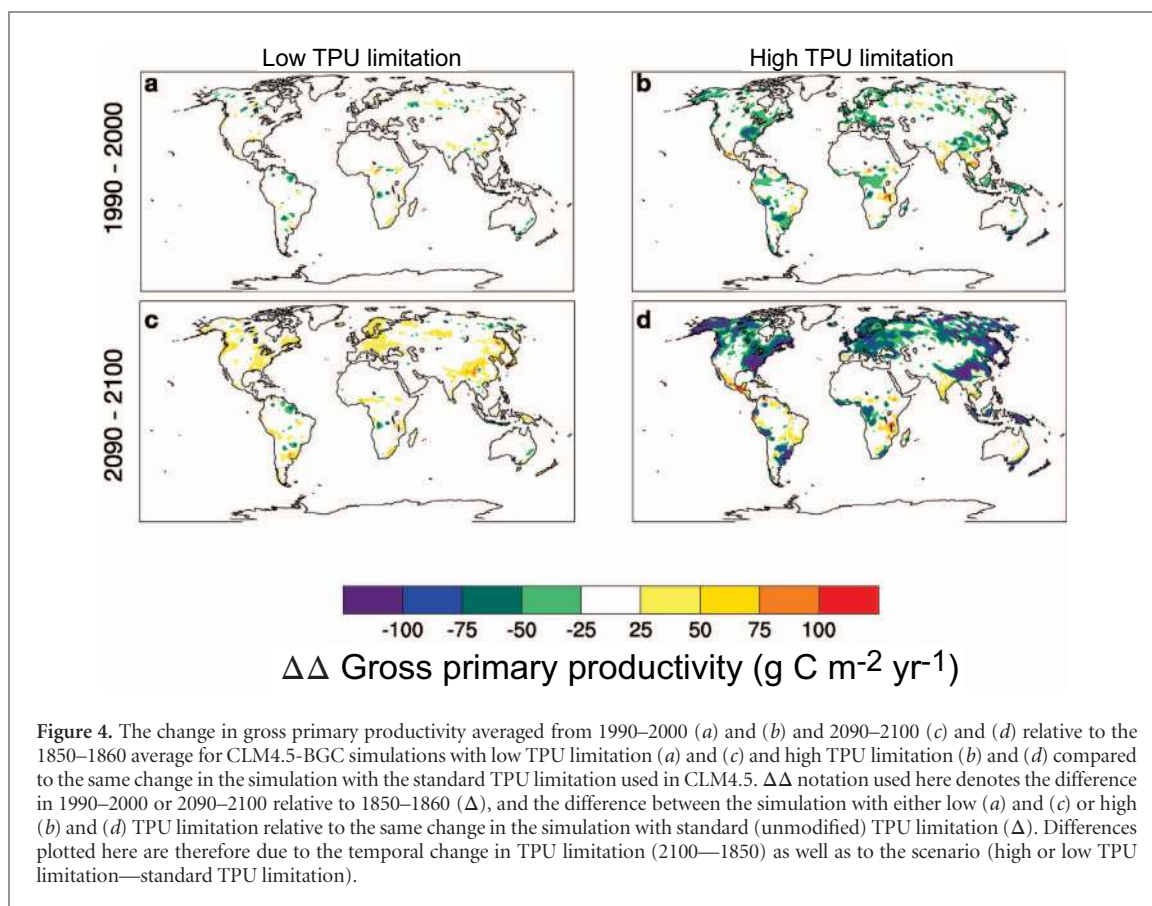 Low TPU limitation
High TPU limitation
a
b
1990 - 2000
c
d
2090 - 2100
-100 -75 -50 -25 25 50 75 100
ΔΔ Gross primary productivity (g C m-2 yr-1)
Figure 4. The change in gross primary productivity averaged from 1990–2000 (a) and (b) and 2090–2100 (c) and (d) relative to the
1850–1860 average for CLM4.5-BGC simulations with low TPU limitation (a) and (c) and high TPU limitation (b) and (d) compared
to the same change in the simulation with the standard TPU limitation used in CLM4.5. ΔΔ notation used here denotes the difference
in 1990–2000 or 2090–2100 relative to 1850–1860 (Δ), and the difference between the simulation with either low (a) and (c) or high
(b) and (d) TPU limitation relative to the same change in the simulation with standard (unmodified) TPU limitation (Δ). Differences
plotted here are therefore due to the temporal change in TPU limitation (2100—1850) as well as to the scenario (high or low TPU
limitation—standard TPU limitation).